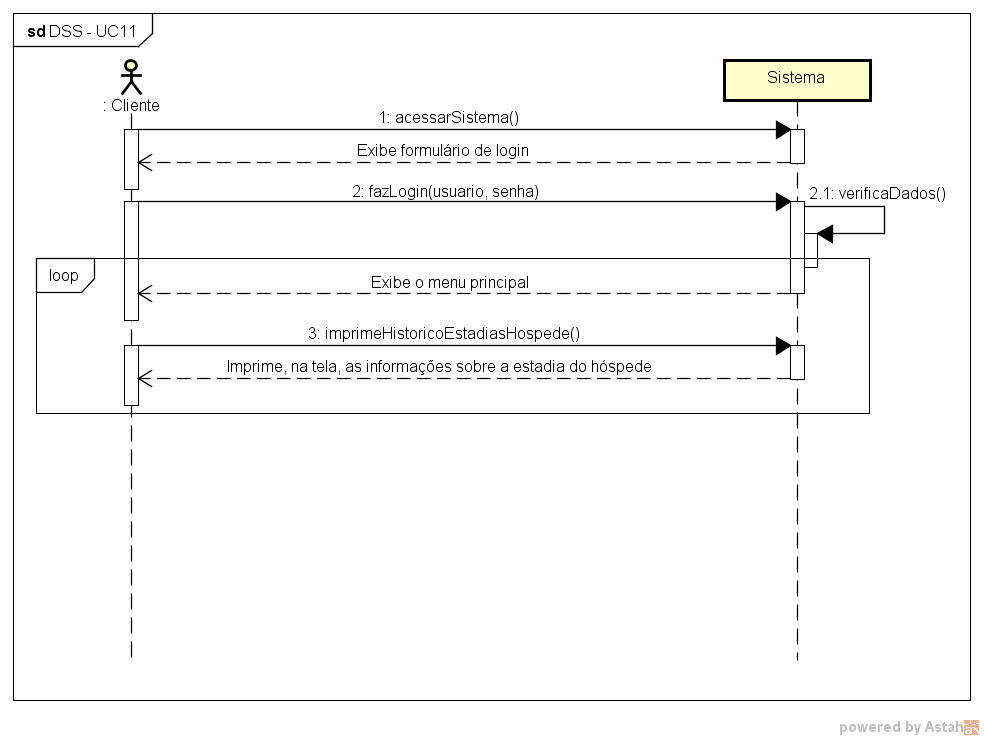 sd DSS - UC11
: Cliente
Sistema
1: acessarSistema()
Exibe formulário de login
2: fazLogin(usuario, senha)
2.1: verificaDados()
loop
Exibe o menu principal
3: imprimeHistoricoEstadiasHospede()
Imprime, na tela, as informações sobre a estadia do hóspede
powered by Astah